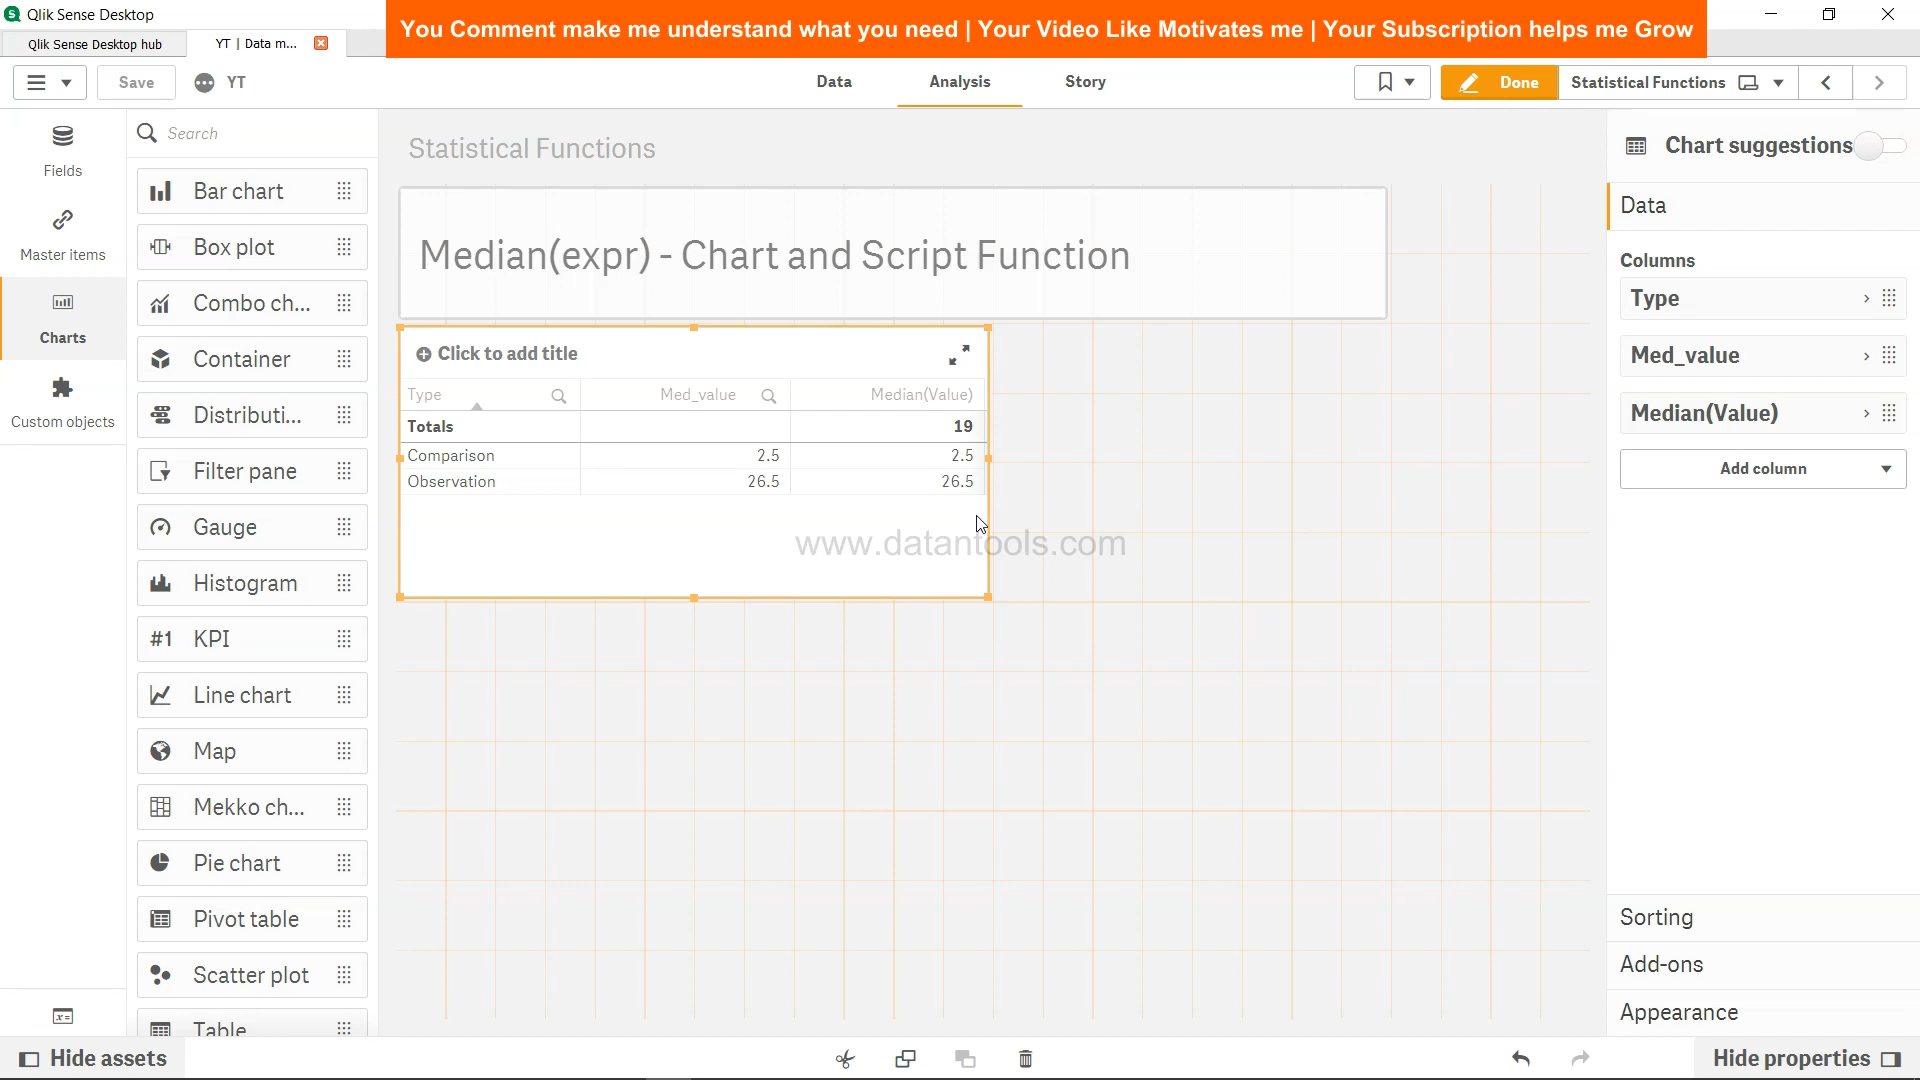 Qlik Sense Desktop
You Comment make me understand what you need | Your Video Like Motivates me | Your Subscription helps me Grow
Qlik Sense Desktop hub
YT | Data m...
Save
YT
Data
Analysis
Story
Done
Statistical Functions
Fields
Master items
Charts
Custom objects
Search
Bar chart
Box plot
Combo ch...
Container
Distributi...
Filter pane
Gauge
Histogram
#1 KPI
Line chart
Map
Mekko ch...
Pie chart
Pivot table
Scatter plot
Table
Statistical Functions
Median(expr) - Chart and Script Function
Click to add title
Type Med_value Median(Value)
Totals 19
Comparison 2.5 2.5
Observation 26.5 26.5
www.datantools.com
Chart suggestions
Data
Columns
Type
Med_value
Median(Value)
Add column
Sorting
Add-ons
Appearance
Hide assets
Hide properties